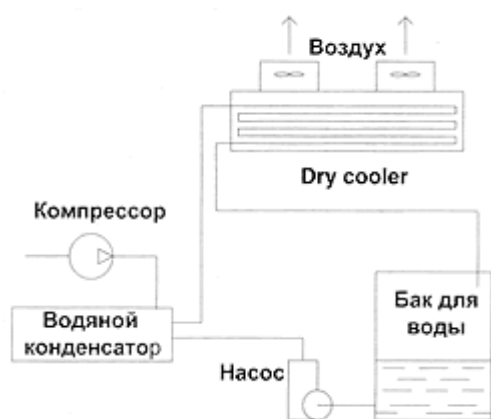 Воздух
Dry cooler
Компрессор
Водяной
конденсатор
Бак для
воды
Насос